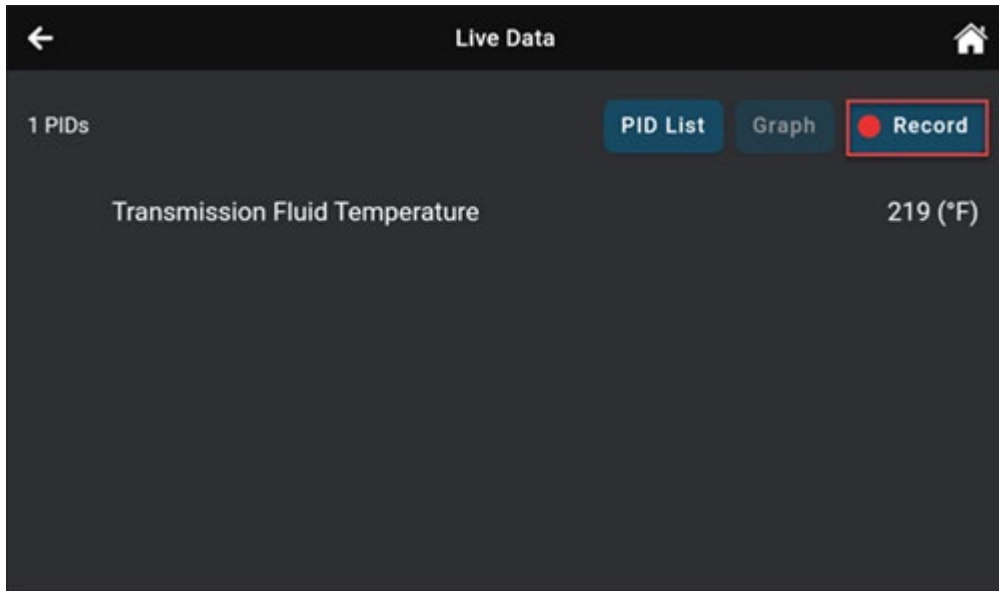 Live Data
1 PIDs PID List Graph Record
Transmission Fluid Temperature 219 (°F)